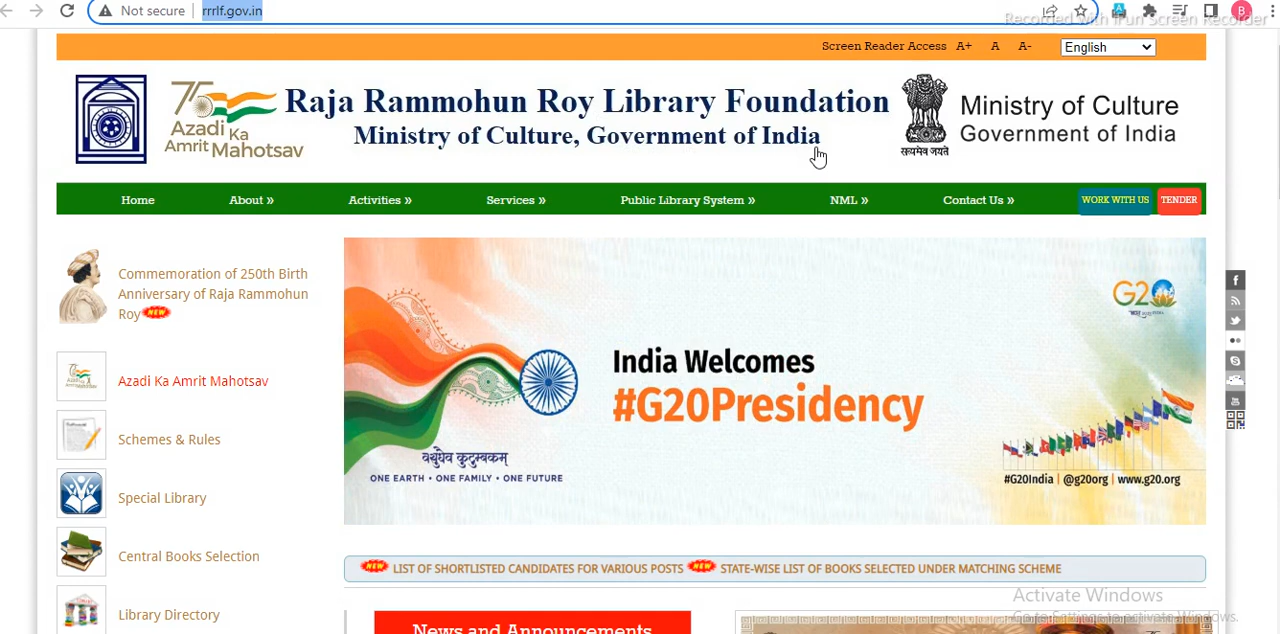 Not secure
rrrlf.gov.in
Recorded with iFun Screen Recorder
B
Screen Reader Access A+ A A- English
75
Azadi Ka
Amrit Mahotsav
Raja Rammohun Roy Library Foundation
Ministry of Culture, Government of India
सत्यमेव जयते
Ministry of Culture
Government of India
Home About » Activities » Services » Public Library System » NML » Contact Us » WORK WITH US TENDER
Commemoration of 250th Birth
Anniversary of Raja Rammohun
Roy NEW
Azadi Ka Amrit Mahotsav
Schemes & Rules
Special Library
Central Books Selection
Library Directory
G20
India Welcomes
#G20Presidency
वसुधैव कुटुम्बकम्
ONE EARTH • ONE FAMILY • ONE FUTURE
#G20India | @g20org | www.g20.org
NEW LIST OF SHORTLISTED CANDIDATES FOR VARIOUS POSTS NEW STATE-WISE LIST OF BOOKS SELECTED UNDER MATCHING SCHEME
Activate Windows
Go to Settings to activate Windows.
News and Announcements